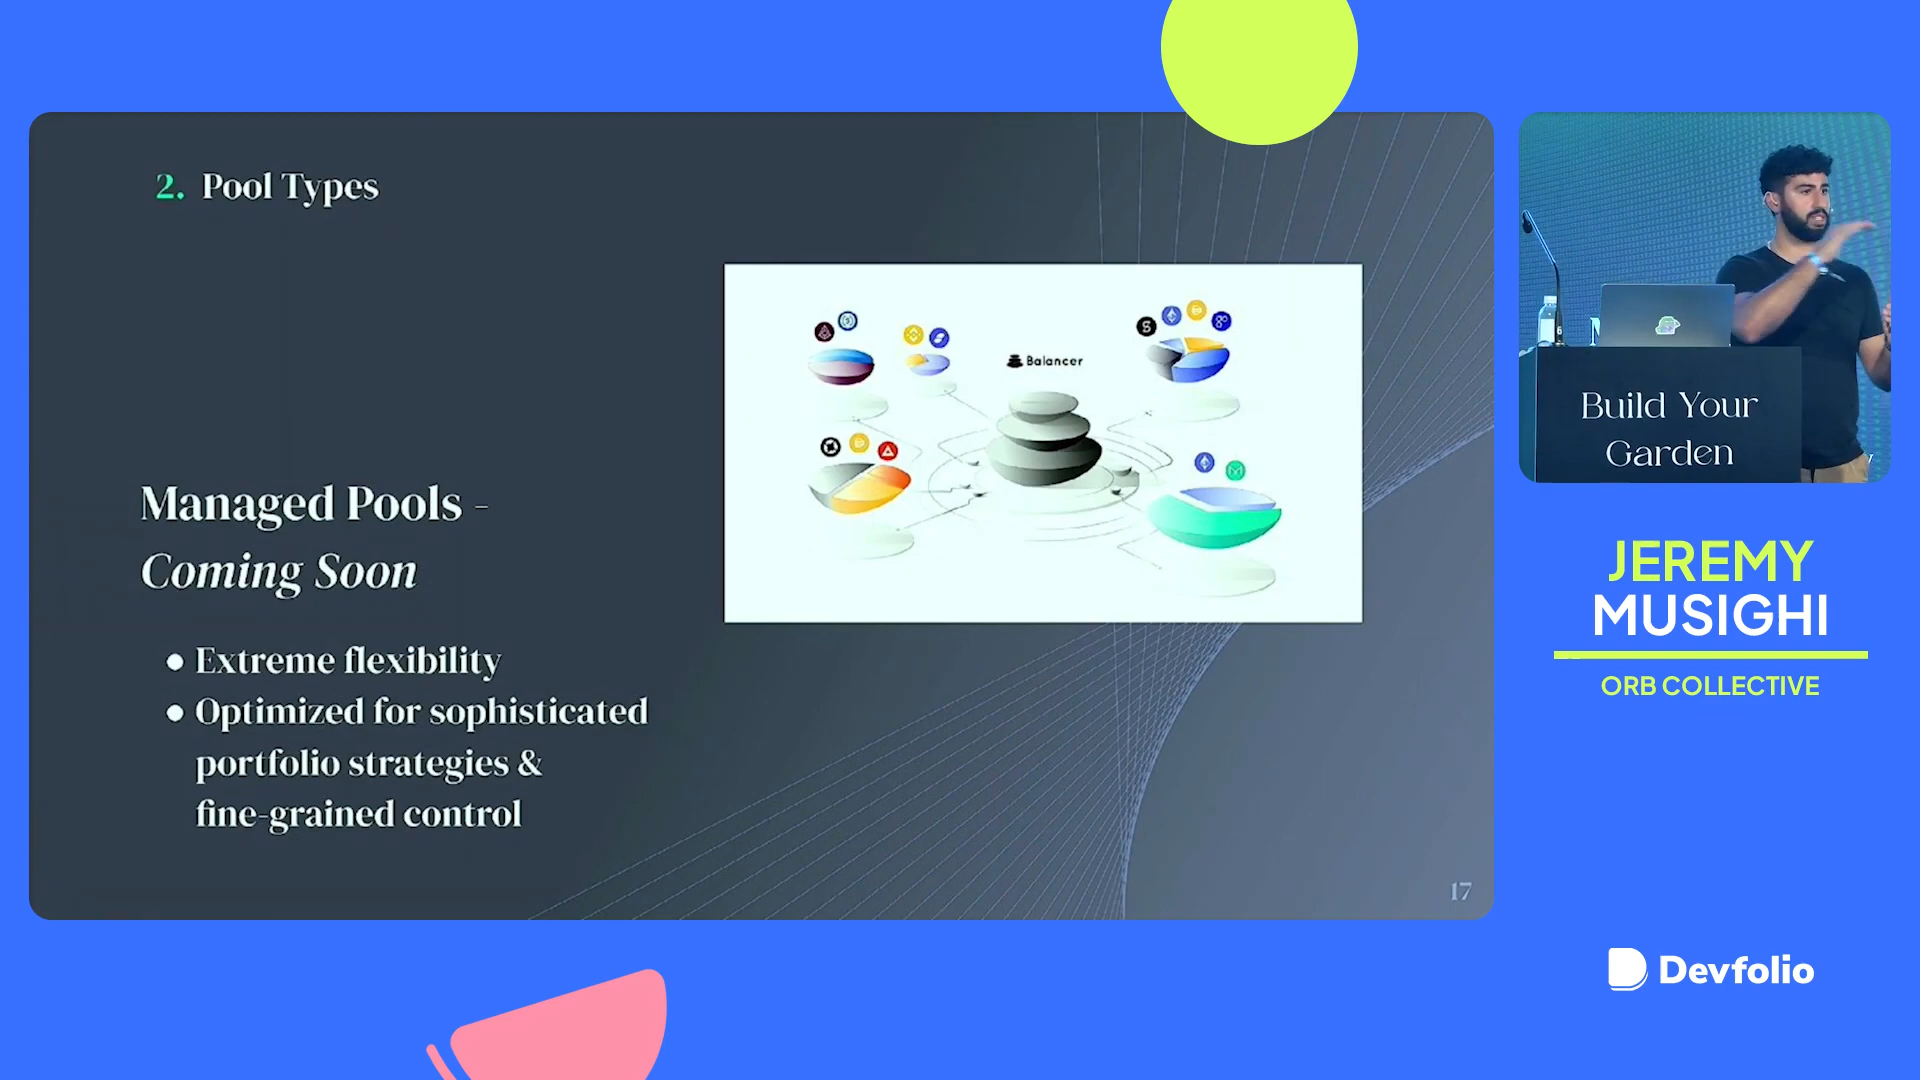 2. Pool Types
Managed Pools -
Coming Soon
● Extreme flexibility
● Optimized for sophisticated
portfolio strategies &
fine-grained control
Balancer
17
Build Your
Garden
JEREMY
MUSIGHI
ORB COLLECTIVE
Devfolio